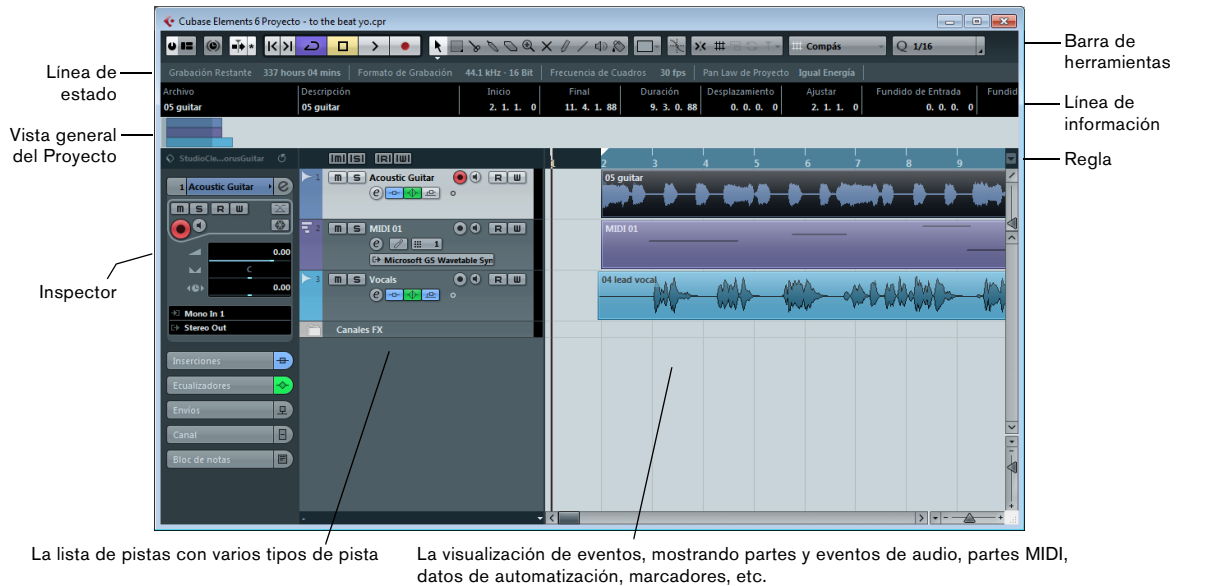 Cubase Elements 6 Proyecto - to the beat yo.cpr
Compás
Q 1/16
Barra de
herramientas
Línea de
estado
Grabación Restante 337 hours 04 mins Formato de Grabación 44.1 kHz - 16 Bit Frecuencia de Cuadros 30 fps Pan Law de Proyecto Igual Energía
Archivo Descripción Inicio Final Duración Desplazamiento Ajustar Fundido de Entrada Fundid
05 guitar 05 guitar 2. 1. 1. 0 11. 4. 1. 88 9. 3. 0. 88 0. 0. 0. 0 2. 1. 1. 0 0. 0. 0. 0
Línea de
información
Vista general
del Proyecto
StudioCle...orusGuitar
m S R W
1 2 3 4 5 6 7 8 9
Regla
1 Acoustic Guitar e
m S R W
0.00
C
0.00
Mono In 1
Stereo Out
Inspector
1 m S Acoustic Guitar R W
e
2 m S MIDI 01 R W
e 1
Microsoft GS Wavetable Syn
3 m S Vocals R W
e
Canales FX
05 guitar
MIDI 01
04 lead vocal
Inserciones
Ecualizadores
Envíos
Canal
Bloc de notas
La lista de pistas con varios tipos de pista
La visualización de eventos, mostrando partes y eventos de audio, partes MIDI,
datos de automatización, marcadores, etc.